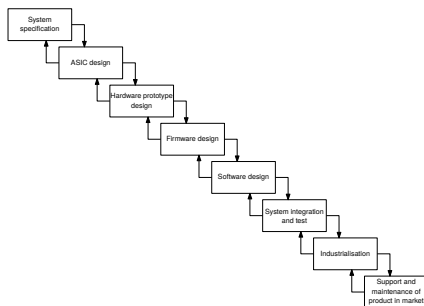 System
specification
ASIC design
Hardware prototype
design
Firmware design
Software design
System integration
and test
Industrialisation
Support and
maintenance of
product in market